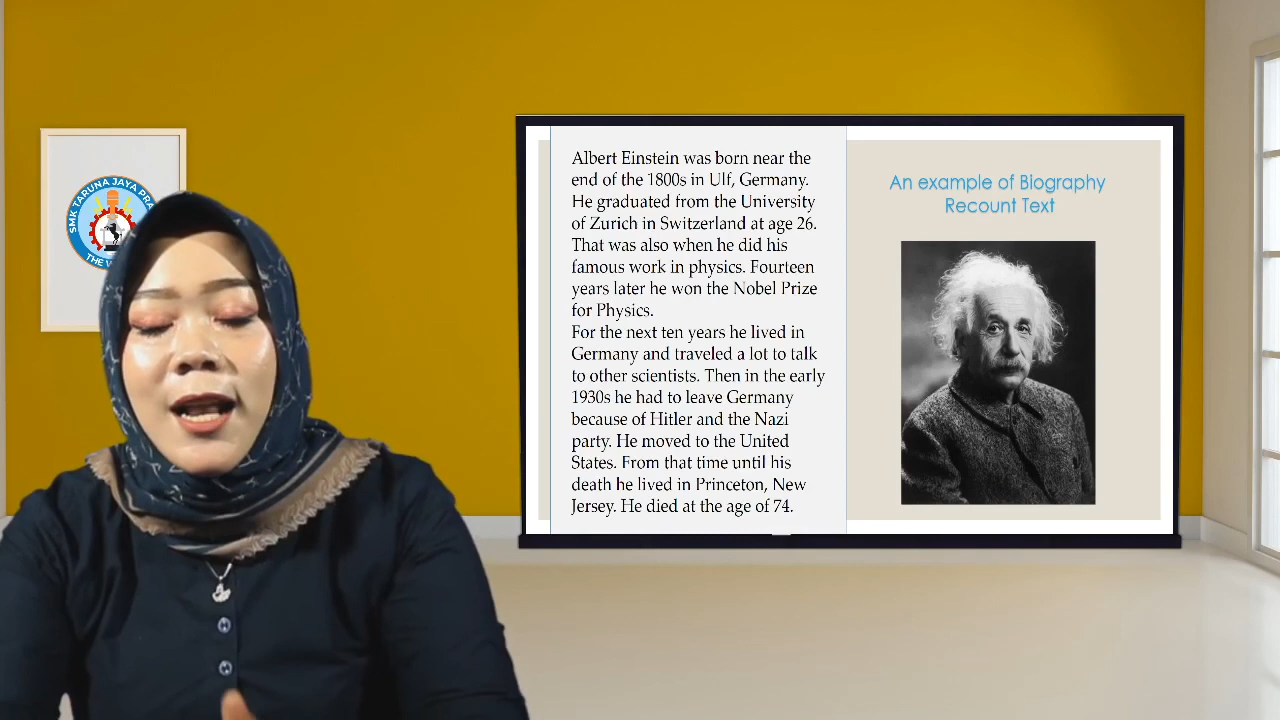 SMK TARUNA JAYA PRA
THE
Albert Einstein was born near the
end of the 1800s in Ulf, Germany.
He graduated from the University
of Zurich in Switzerland at age 26.
That was also when he did his
famous work in physics. Fourteen
years later he won the Nobel Prize
for Physics.
For the next ten years he lived in
Germany and traveled a lot to talk
to other scientists. Then in the early
1930s he had to leave Germany
because of Hitler and the Nazi
party. He moved to the United
States. From that time until his
death he lived in Princeton, New
Jersey. He died at the age of 74.
An example of Biography
Recount Text